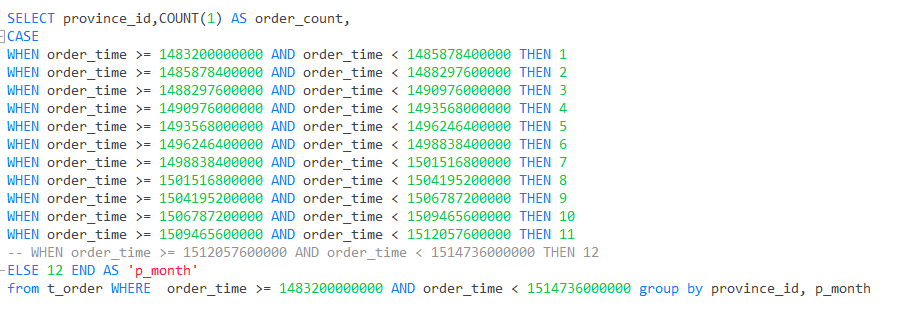 SELECT province_id,COUNT(1) AS order_count,
CASE
WHEN order_time >= 1483200000000 AND order_time < 1485878400000 THEN 1
WHEN order_time >= 1485878400000 AND order_time < 1488297600000 THEN 2
WHEN order_time >= 1488297600000 AND order_time < 1490976000000 THEN 3
WHEN order_time >= 1490976000000 AND order_time < 1493568000000 THEN 4
WHEN order_time >= 1493568000000 AND order_time < 1496246400000 THEN 5
WHEN order_time >= 1496246400000 AND order_time < 1498838400000 THEN 6
WHEN order_time >= 1498838400000 AND order_time < 1501516800000 THEN 7
WHEN order_time >= 1501516800000 AND order_time < 1504195200000 THEN 8
WHEN order_time >= 1504195200000 AND order_time < 1506787200000 THEN 9
WHEN order_time >= 1506787200000 AND order_time < 1509465600000 THEN 10
WHEN order_time >= 1509465600000 AND order_time < 1512057600000 THEN 11
-- WHEN order_time >= 1512057600000 AND order_time < 1514736000000 THEN 12
ELSE 12 END AS 'p_month'
from t_order WHERE  order_time >= 1483200000000 AND order_time < 1514736000000 group by province_id, p_month